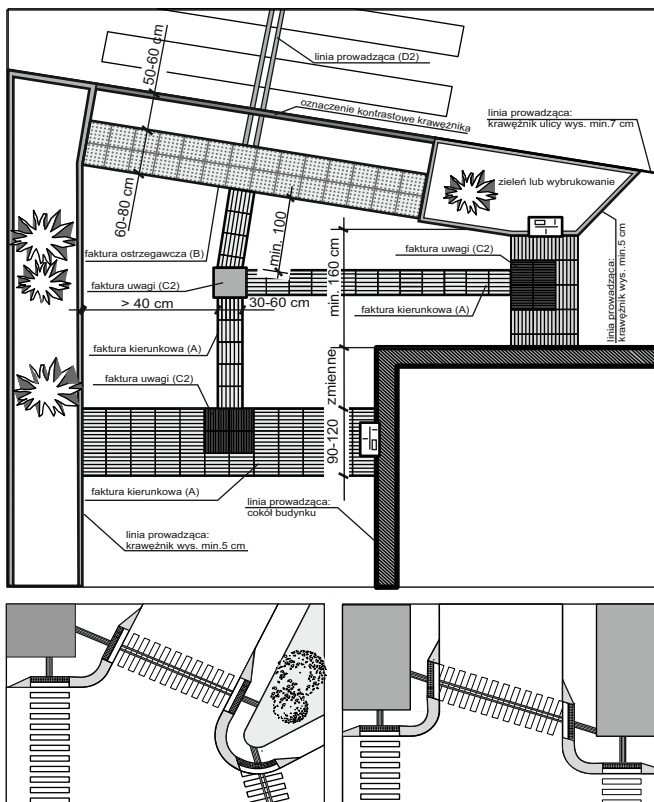 50-60 cm
linia prowadząca (D2)
oznaczenie kontrastowe krawężnika
linia prowadząca:
krawężnik ulicy wys. min.7 cm
60-80 cm
zieleń lub wybrukowanie
min. 100
faktura ostrzegawcza (B)
faktura uwagi (C2)
min. 160 cm
faktura uwagi (C2)
linia prowadząca:
krawężnik wys. min.5 cm
> 40 cm
30-60 cm
faktura kierunkowa (A)
faktura kierunkowa (A)
faktura uwagi (C2)
zmienne
90-120
faktura kierunkowa (A)
linia prowadząca:
cokół budynku
linia prowadząca:
krawężnik wys. min.5 cm